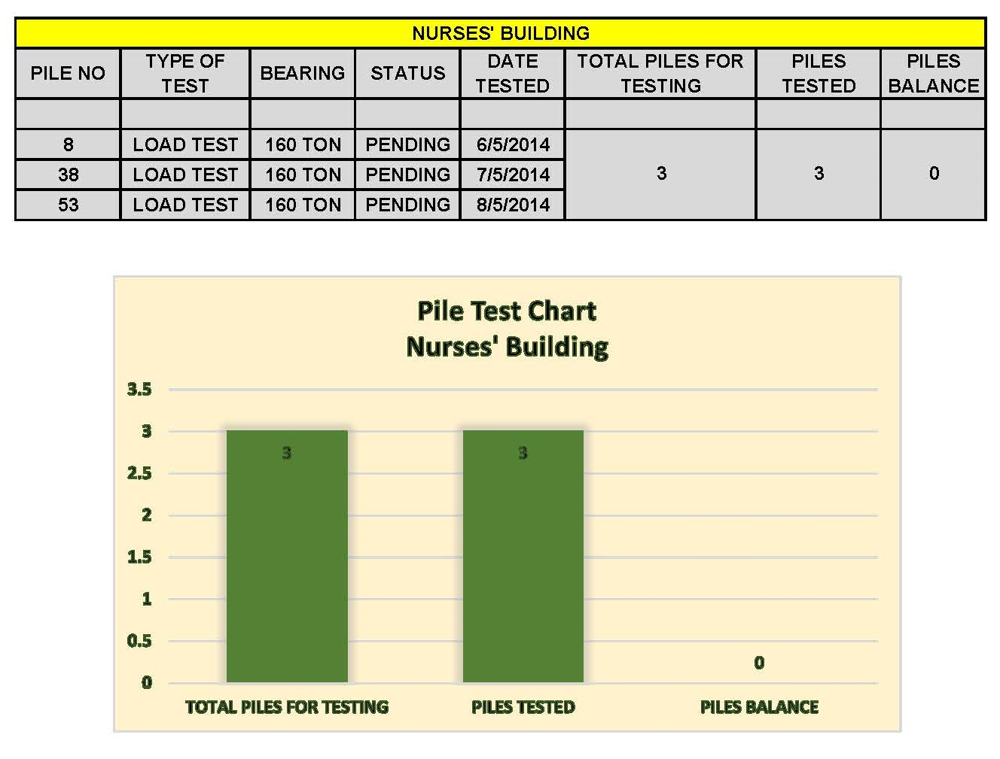 NURSES' BUILDING
PILE NO TYPE OF TEST BEARING STATUS DATE TESTED TOTAL PILES FOR TESTING PILES TESTED PILES BALANCE
8 LOAD TEST 160 TON PENDING 6/5/2014
38 LOAD TEST 160 TON PENDING 7/5/2014 3 3 0
53 LOAD TEST 160 TON PENDING 8/5/2014
Pile Test Chart
Nurses' Building
3.5
3
2.5
2
1.5
1
0.5
0
3 3 0
TOTAL PILES FOR TESTING PILES TESTED PILES BALANCE